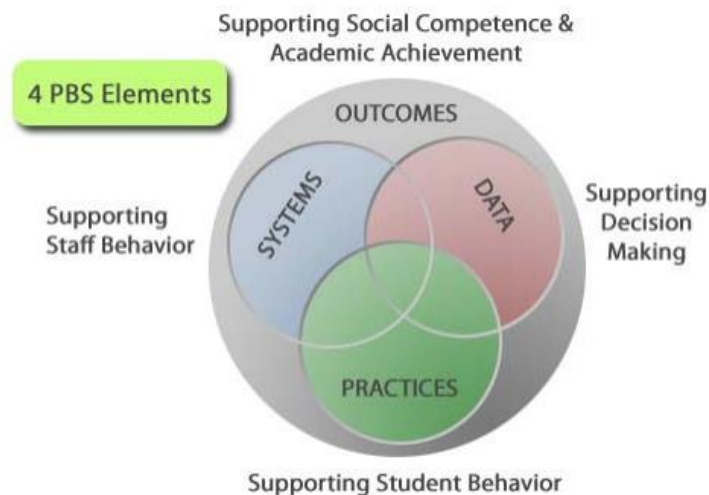 Supporting Social Competence &
Academic Achievement
4 PBS Elements
OUTCOMES
SYSTEMS
DATA
Supporting
Staff Behavior
Supporting
Decision
Making
PRACTICES
Supporting Student Behavior